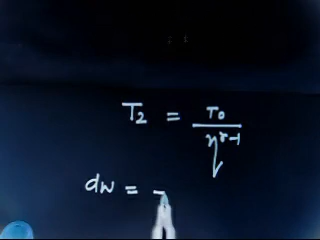 T₂ = T₀ / η^(γ-1)
dW = -